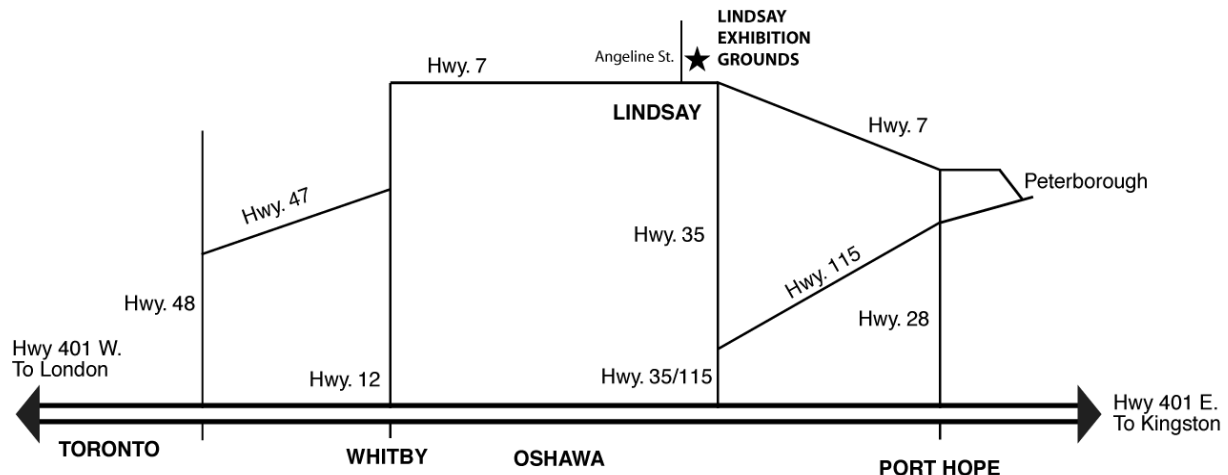 LINDSAY
EXHIBITION
GROUNDS
Angeline St.
Hwy. 7
LINDSAY
Hwy. 7
Peterborough
Hwy. 47
Hwy. 35
Hwy. 115
Hwy. 48
Hwy. 28
Hwy 401 W.
To London
Hwy. 12
Hwy. 35/115
Hwy 401 E.
To Kingston
TORONTO
WHITBY
OSHAWA
PORT HOPE